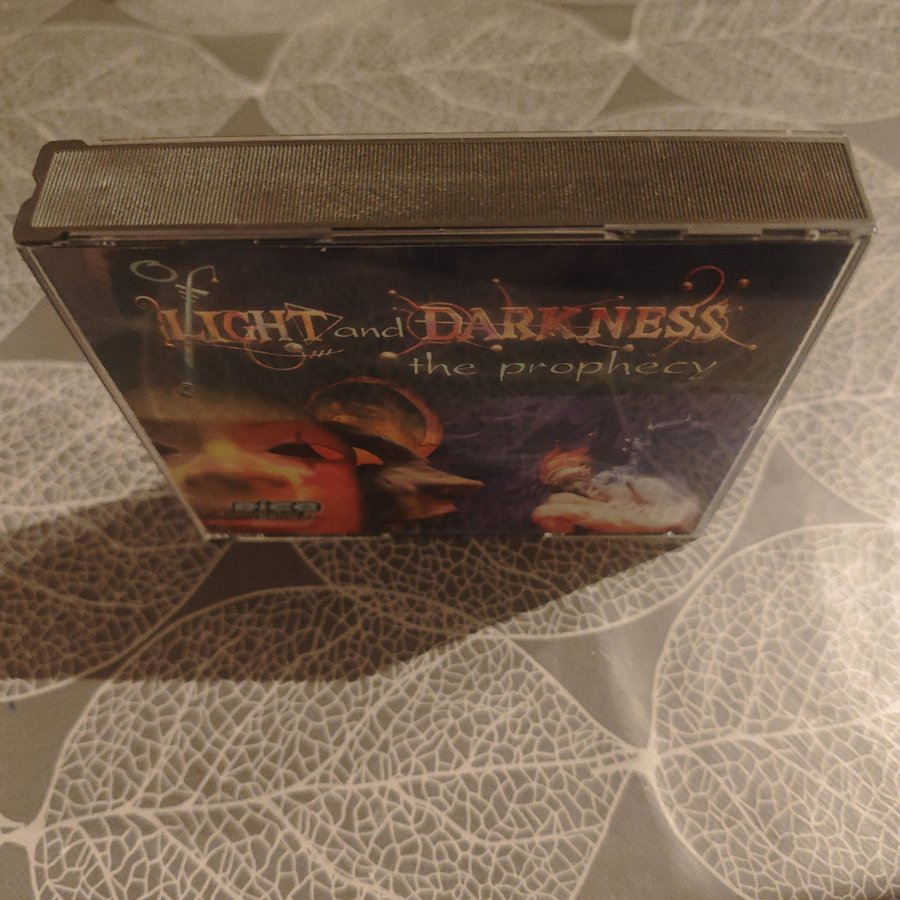 of
LIGHT and DARKNESS
the prophecy